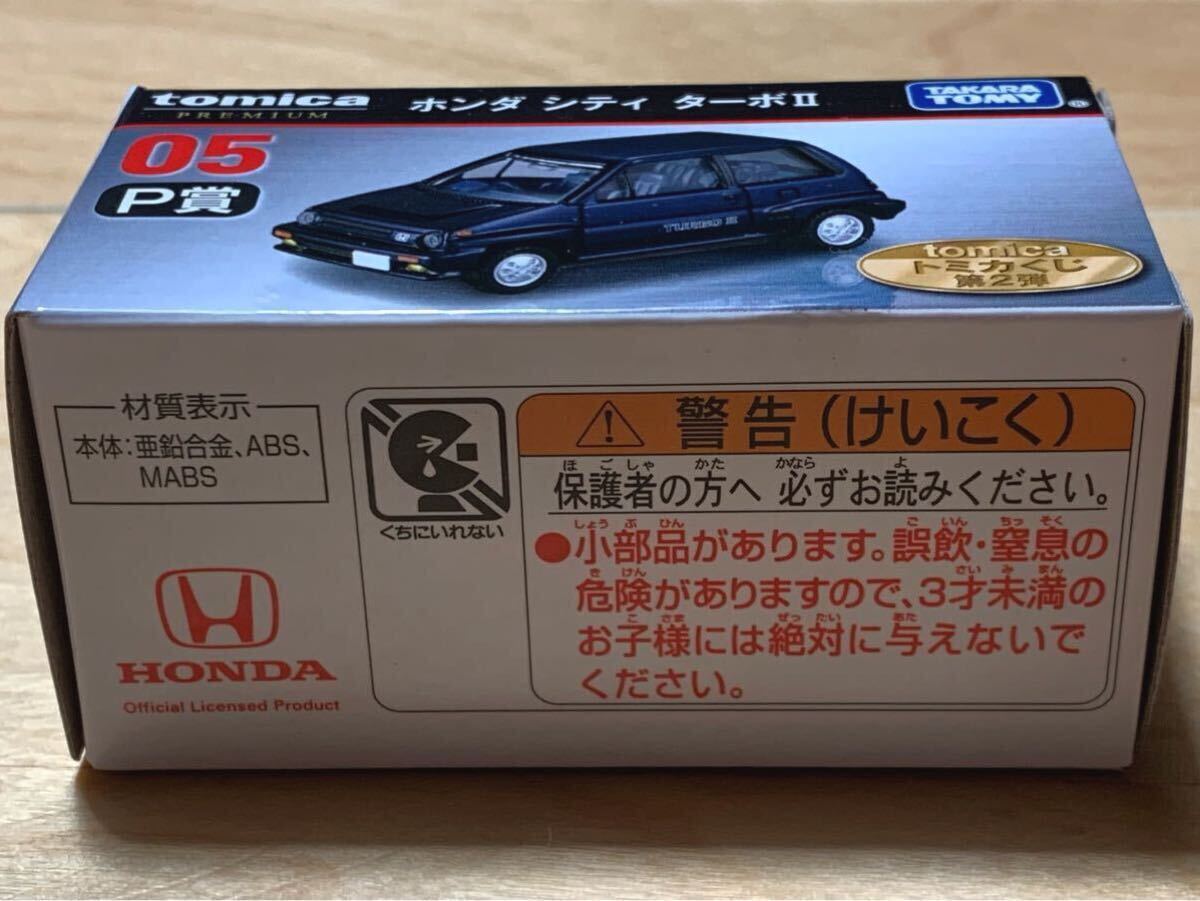 tomica
PREMIUM
ホンダ シティ ターボⅡ
TAKARA
TOMY
®
05
P賞
TURBO Ⅱ
tomica
トミカくじ
第2弾
材質表示
本体:亜鉛合金、ABS、
MABS
HONDA
Official Licensed Product
くちにいれない
警告(けいこく)
ほごしゃ かた かなら よ
保護者の方へ 必ずお読みください。
しょうぶひん ごいん ちっそく
●小部品があります。誤飲・窒息の
きけん さいみまん
危険がありますので、3才未満の
こさま ぜったい あた
お子様には絶対に与えないで
ください。